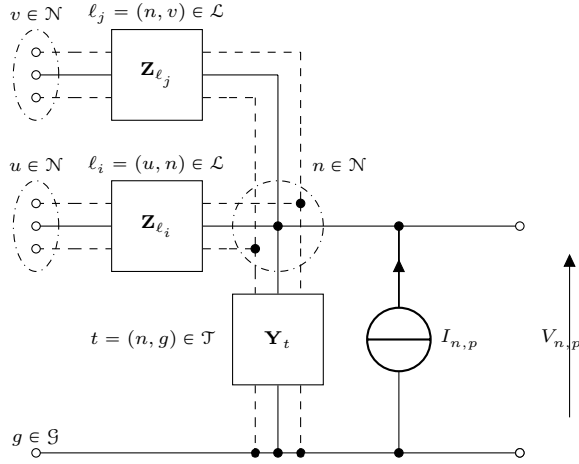 v ∈ 𝒩
ℓ_j = (n, v) ∈ ℒ
𝐙_{ℓ_j}
u ∈ 𝒩
ℓ_i = (u, n) ∈ ℒ
n ∈ 𝒩
𝐙_{ℓ_i}
t = (n, g) ∈ 𝒯
𝐘_t
I_{n,p}
V_{n,p}
g ∈ 𝒢